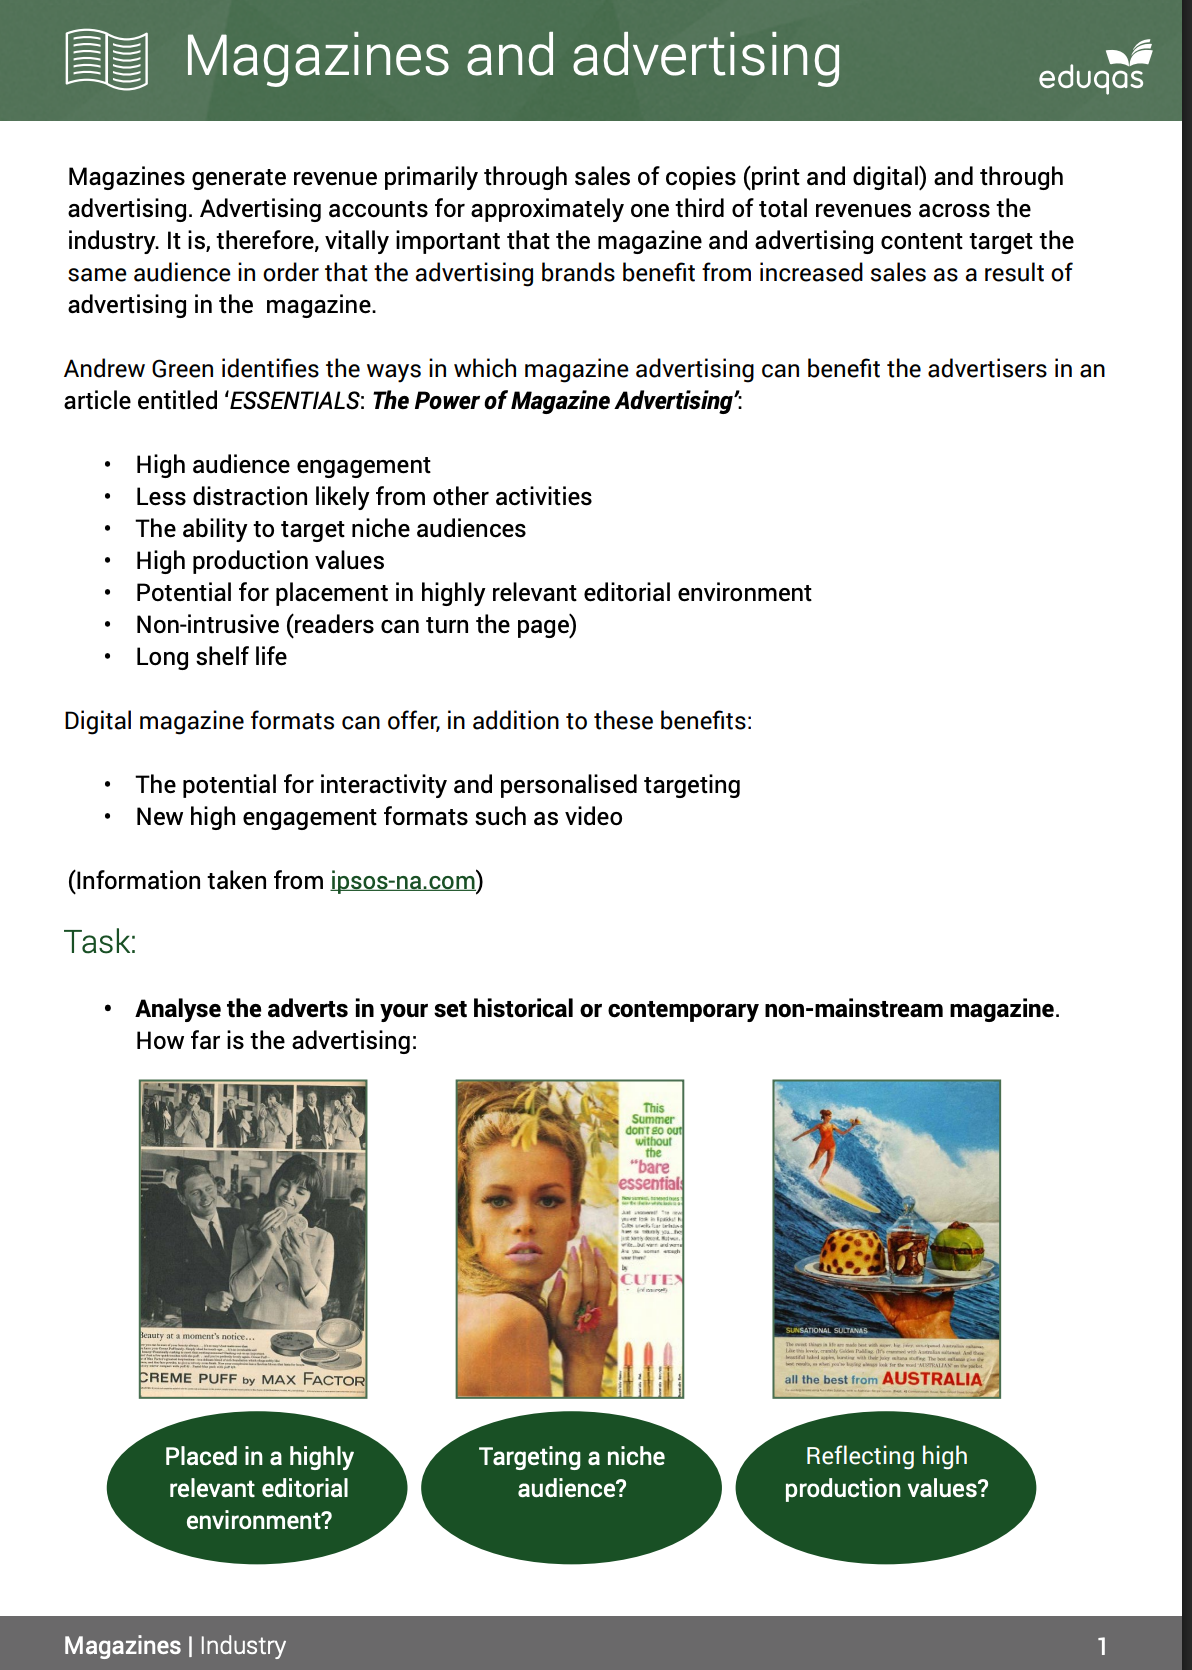 Magazines and advertising
eduqas
Magazines generate revenue primarily through sales of copies (print and digital) and through
advertising. Advertising accounts for approximately one third of total revenues across the
industry. It is, therefore, vitally important that the magazine and advertising content target the
same audience in order that the advertising brands benefit from increased sales as a result of
advertising in the magazine.
Andrew Green identifies the ways in which magazine advertising can benefit the advertisers in an
article entitled ‘ESSENTIALS: The Power of Magazine Advertising’:
• High audience engagement
• Less distraction likely from other activities
• The ability to target niche audiences
• High production values
• Potential for placement in highly relevant editorial environment
• Non-intrusive (readers can turn the page)
• Long shelf life
Digital magazine formats can offer, in addition to these benefits:
• The potential for interactivity and personalised targeting
• New high engagement formats such as video
(Information taken from ipsos-na.com)
Task:
• Analyse the adverts in your set historical or contemporary non-mainstream magazine.
How far is the advertising:
Beauty at a moment's notice...
CREME PUFF by MAX FACTOR
This
Summer
don't go out
without
the
"bare
essentials
by
CUTEX
SUNSATIONAL SULTANAS
all the best from AUSTRALIA
Placed in a highly
relevant editorial
environment?
Targeting a niche
audience?
Reflecting high
production values?
Magazines | Industry
1